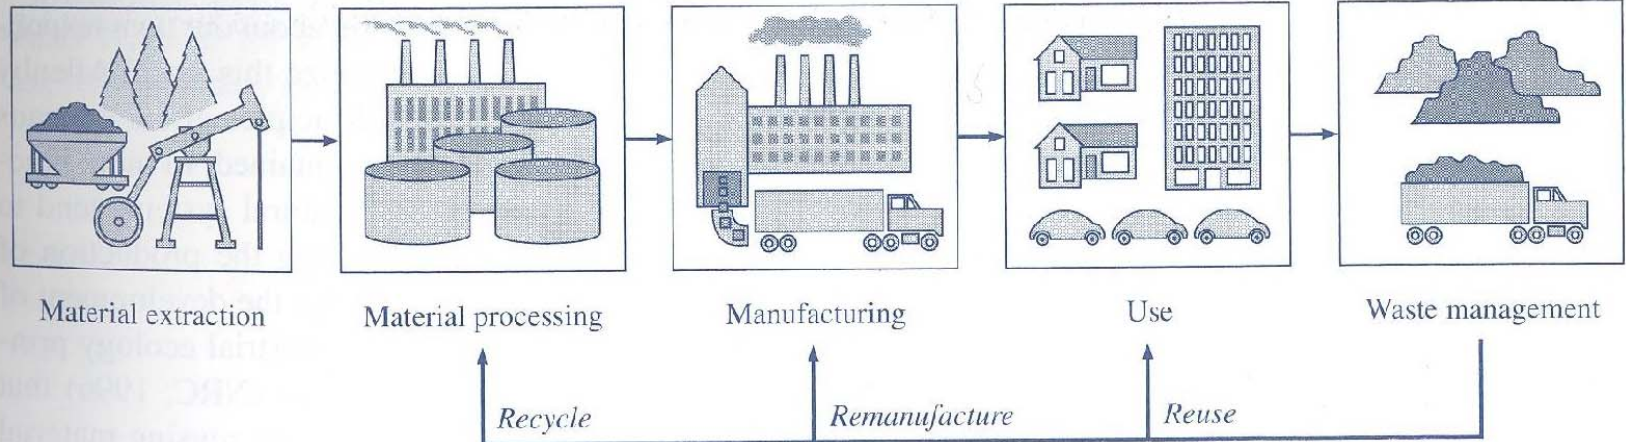 Material extraction
Material processing
Manufacturing
Use
Waste management
Recycle
Remanufacture
Reuse